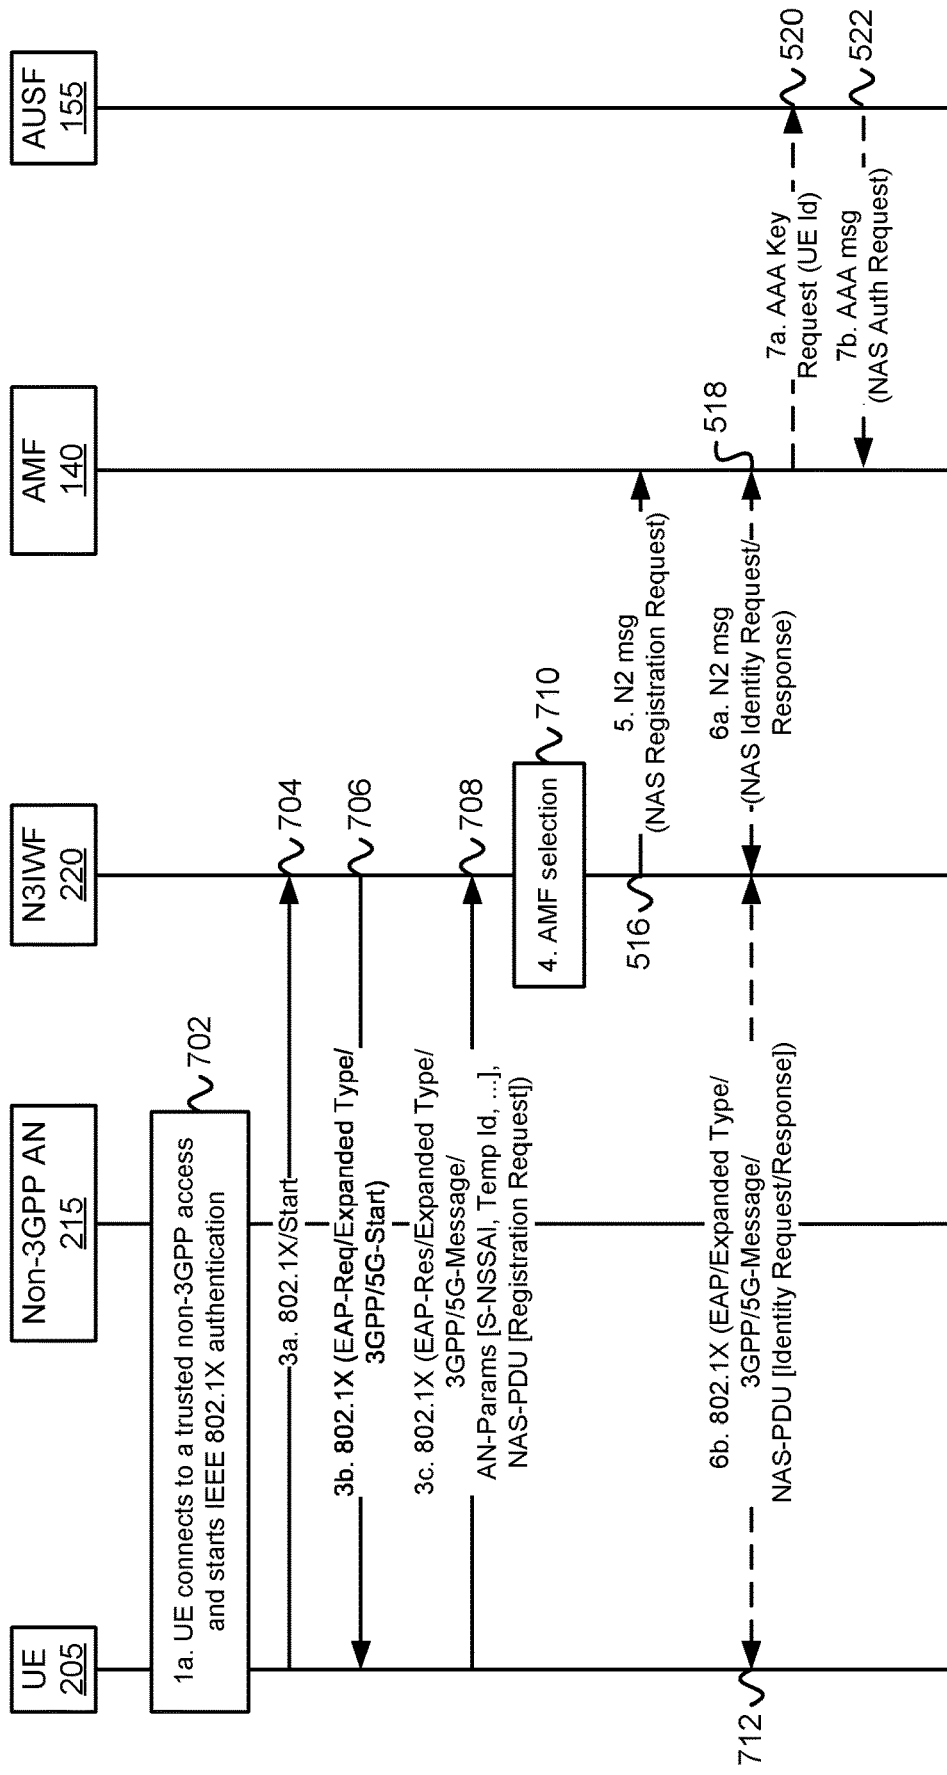 UE
205
Non-3GPP AN
215
N3IWF
220
AMF
140
AUSF
155
1a. UE connects to a trusted non-3GPP access
and starts IEEE 802.1X authentication
702
3a. 802.1X/Start
704
3b. 802.1X (EAP-Req/Expanded Type/
3GPP/5G-Start)
706
3c. 802.1X (EAP-Res/Expanded Type/
3GPP/5G-Message/
AN-Params [S-NSSAI, Temp Id, ...],
NAS-PDU [Registration Request])
708
4. AMF selection
710
516
5. N2 msg
(NAS Registration Request)
712
6b. 802.1X (EAP/Expanded Type/
3GPP/5G-Message/
NAS-PDU [Identity Request/Response])
6a. N2 msg
(NAS Identity Request/
Response)
518
7a. AAA Key
Request (UE Id)
520
7b. AAA msg
(NAS Auth Request)
522